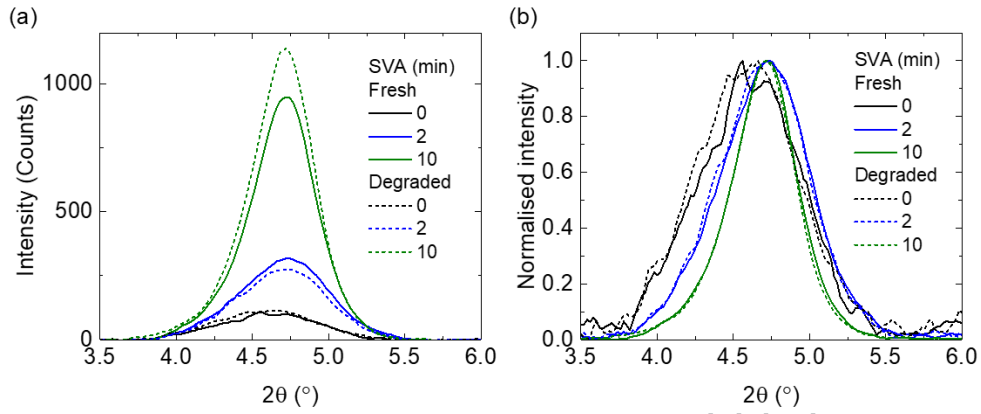 (a)
Intensity (Counts)
1000
500
0
3.5 4.0 4.5 5.0 5.5 6.0
2θ (°)
SVA (min)
Fresh
0
2
10
Degraded
0
2
10
(b)
Normalised intensity
1.0
0.8
0.6
0.4
0.2
0.0
3.5 4.0 4.5 5.0 5.5 6.0
2θ (°)
SVA (min)
Fresh
0
2
10
Degraded
0
2
10